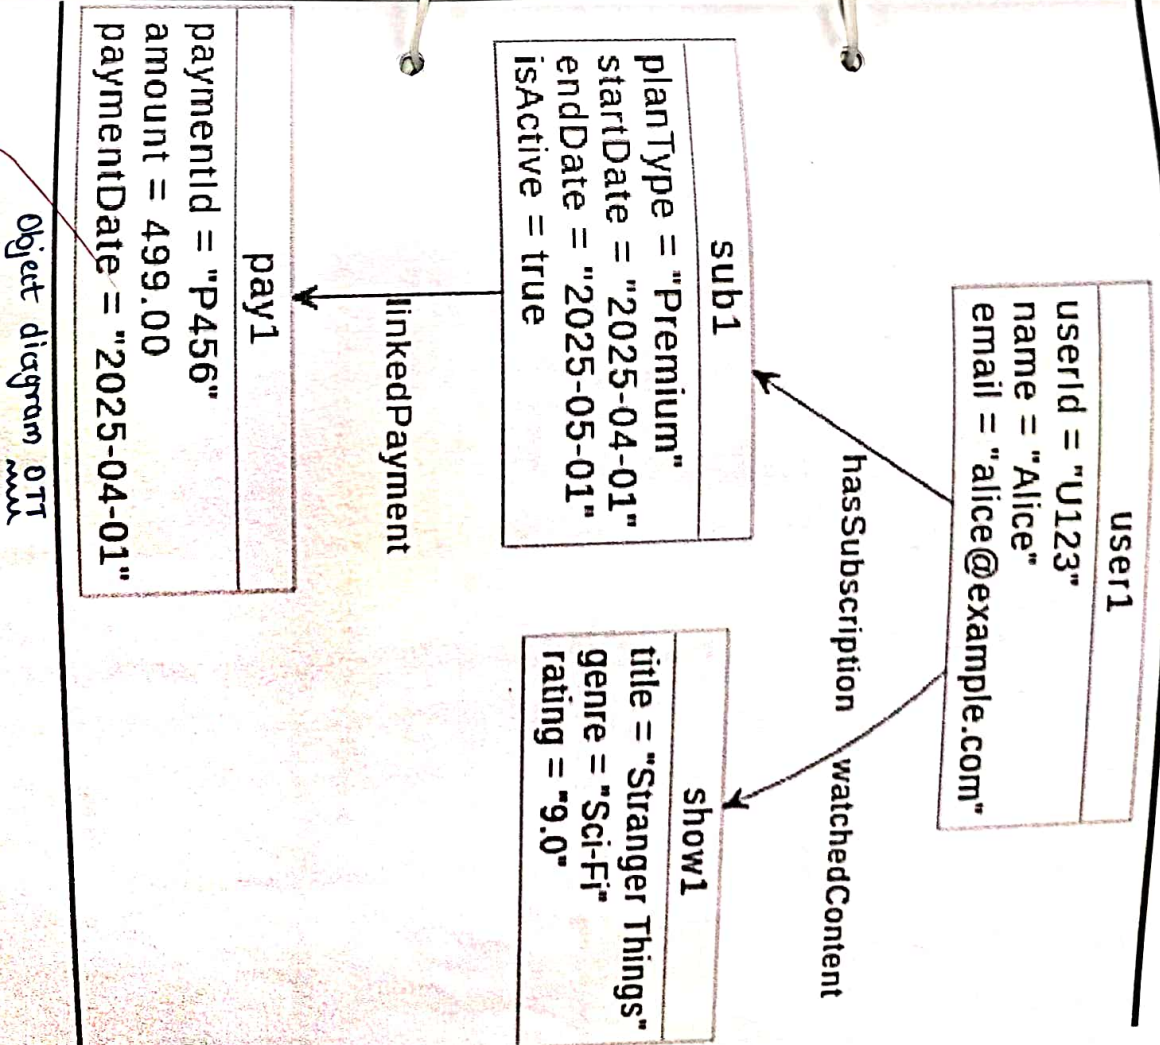 user1
userId = "U123"
name = "Alice"
email = "alice@example.com"
hasSubscription
watchedContent
sub1
planType = "Premium"
startDate = "2025-04-01"
endDate = "2025-05-01"
isActive = true
show1
title = "Stranger Things"
genre = "Sci-Fi"
rating = "9.0"
linkedPayment
pay1
paymentId = "P456"
amount = 499.00
paymentDate = "2025-04-01"
Object diagram OTT